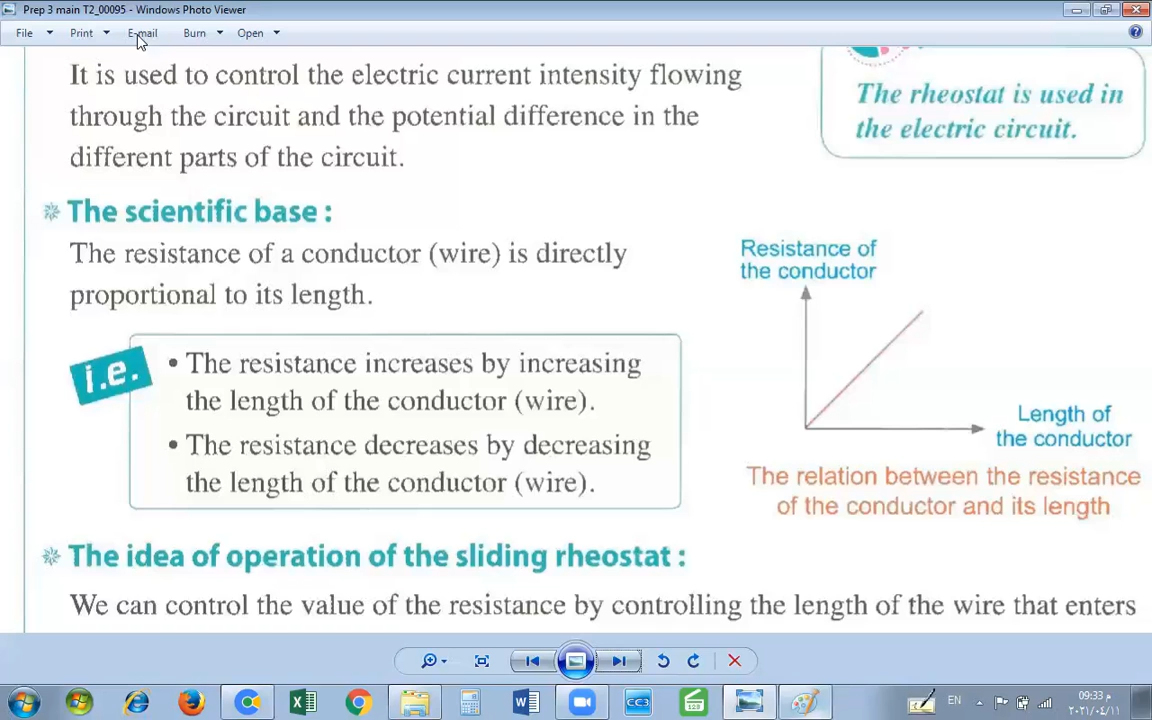 Prep 3 main T2_00095 - Windows Photo Viewer
File Print E-mail Burn Open
It is used to control the electric current intensity flowing
through the circuit and the potential difference in the
different parts of the circuit.
The rheostat is used in
the electric circuit.
The scientific base :
The resistance of a conductor (wire) is directly
proportional to its length.
i.e.
• The resistance increases by increasing
the length of the conductor (wire).
• The resistance decreases by decreasing
the length of the conductor (wire).
Resistance of
the conductor
Length of
the conductor
The relation between the resistance
of the conductor and its length
The idea of operation of the sliding rheostat :
We can control the value of the resistance by controlling the length of the wire that enters
CC3
123
EN
09:33 م
٢٠٢١/٠٤/١١